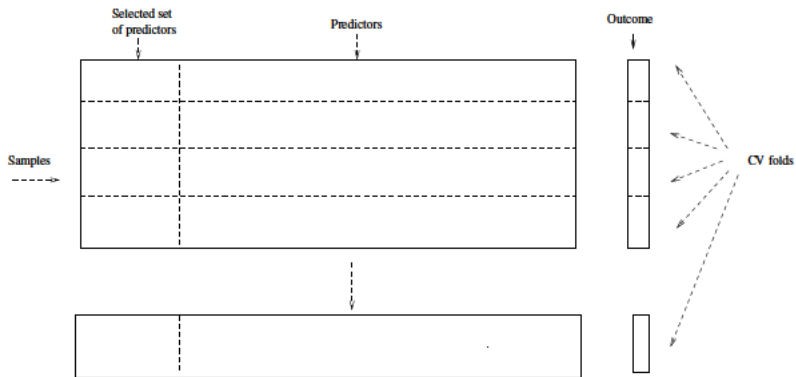 Selected set
of predictors
Predictors
Outcome
Samples
CV folds